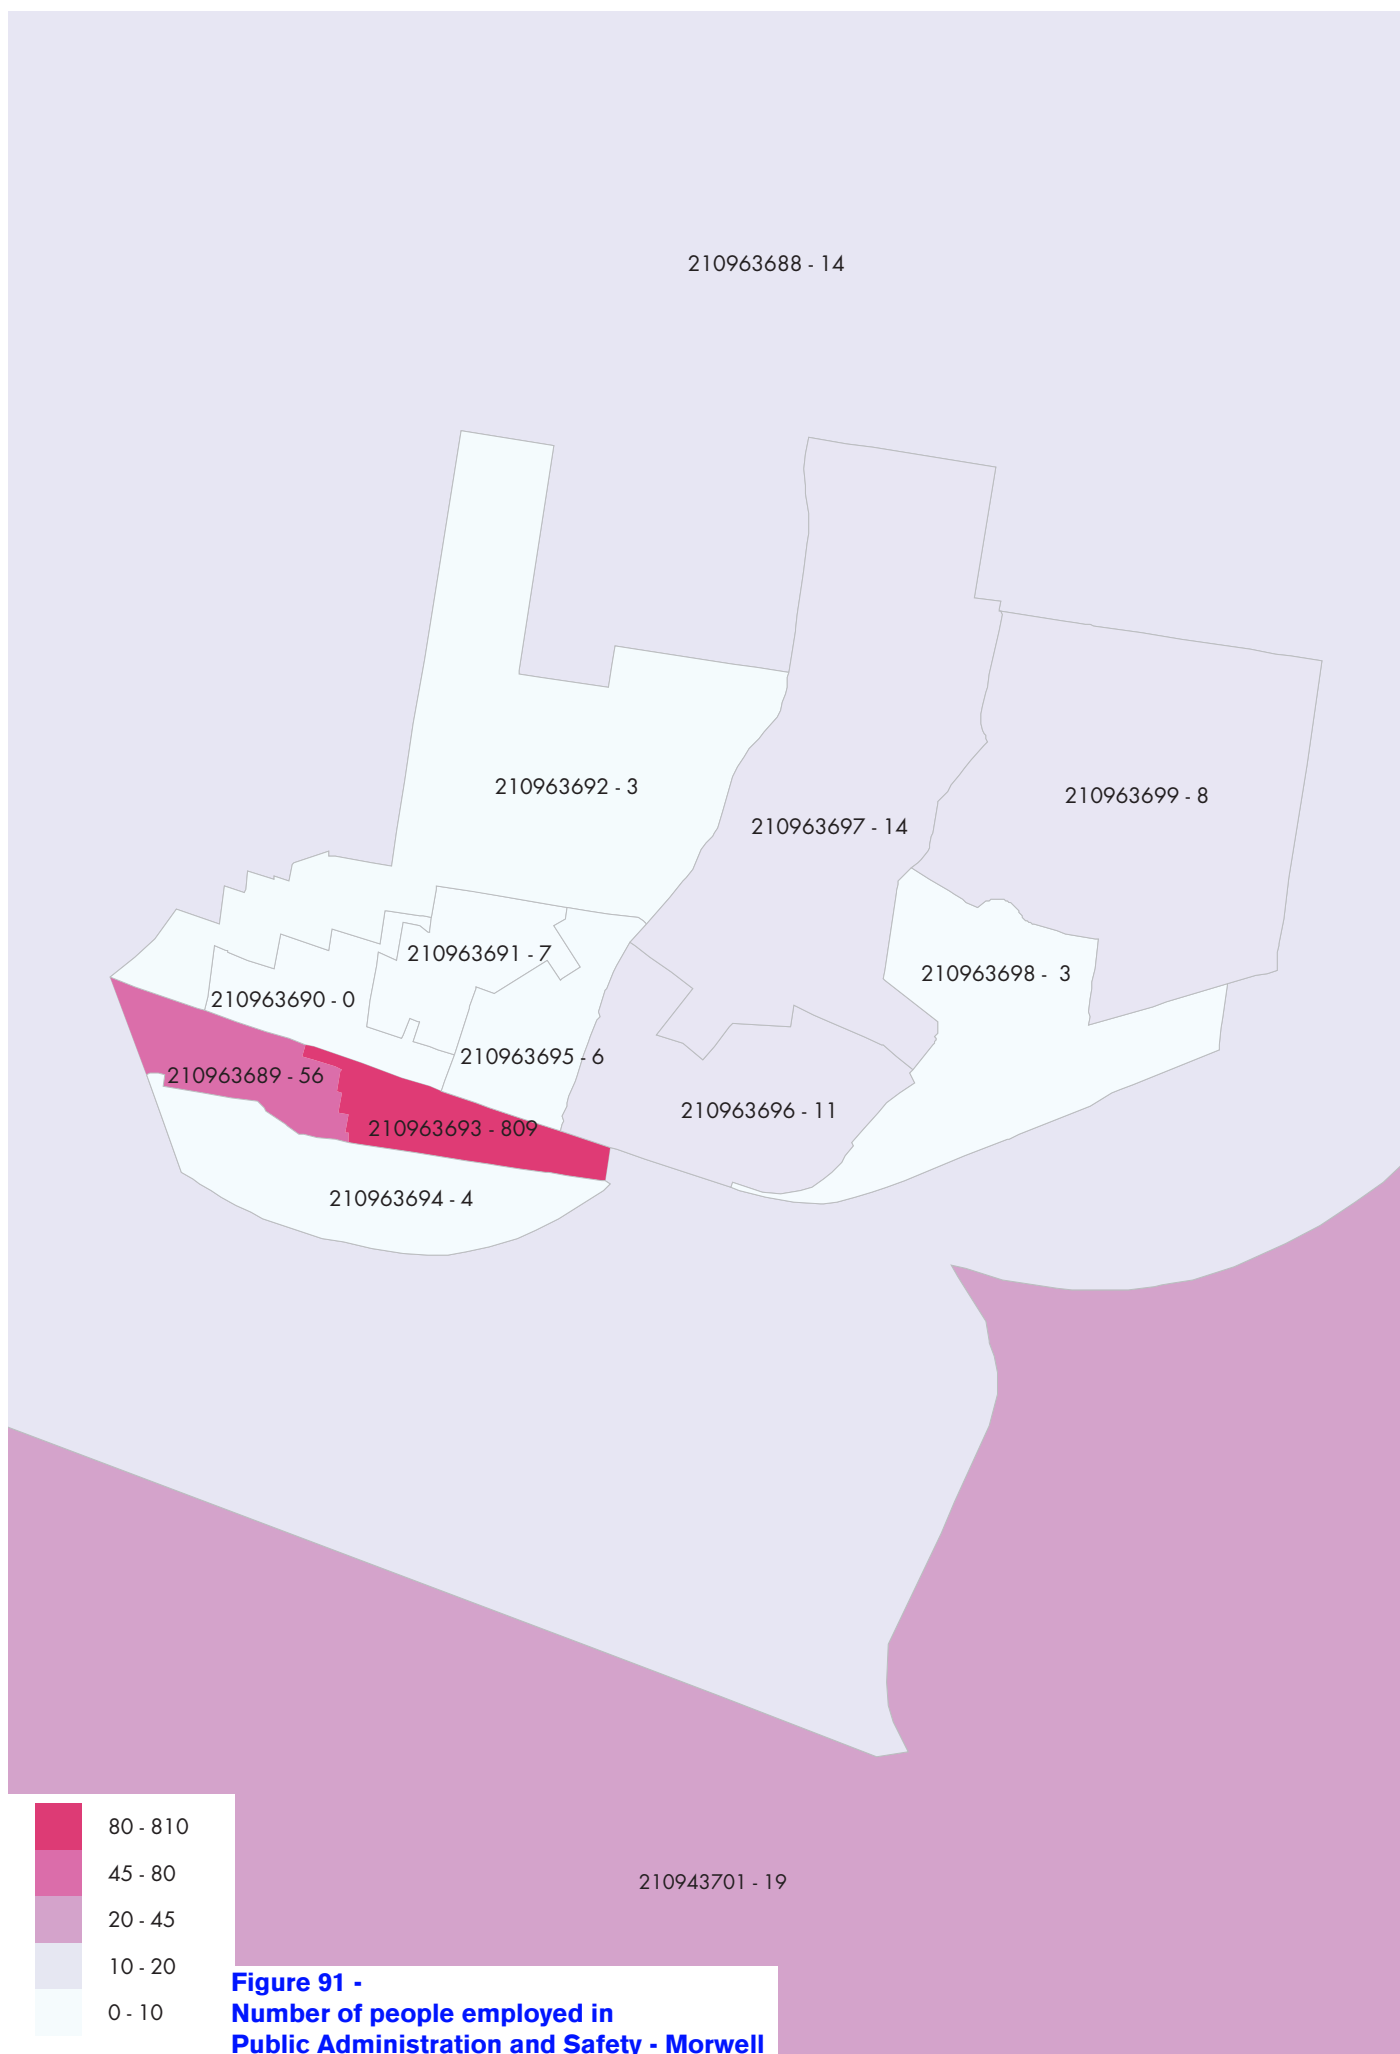 210963688 - 14
210963692 - 3
210963699 - 8
210963697 - 14
210963691 - 7
210963698 -  3
210963690 - 0
210963695 - 6
210963689 - 56
210963696 - 11
210963693 - 809
210963694 - 4
80 - 810
45 - 80
210943701 - 19
20 - 45
10 - 20
0 - 10
Figure 91 -
Number of people employed in
Public Administration and Safety - Morwell